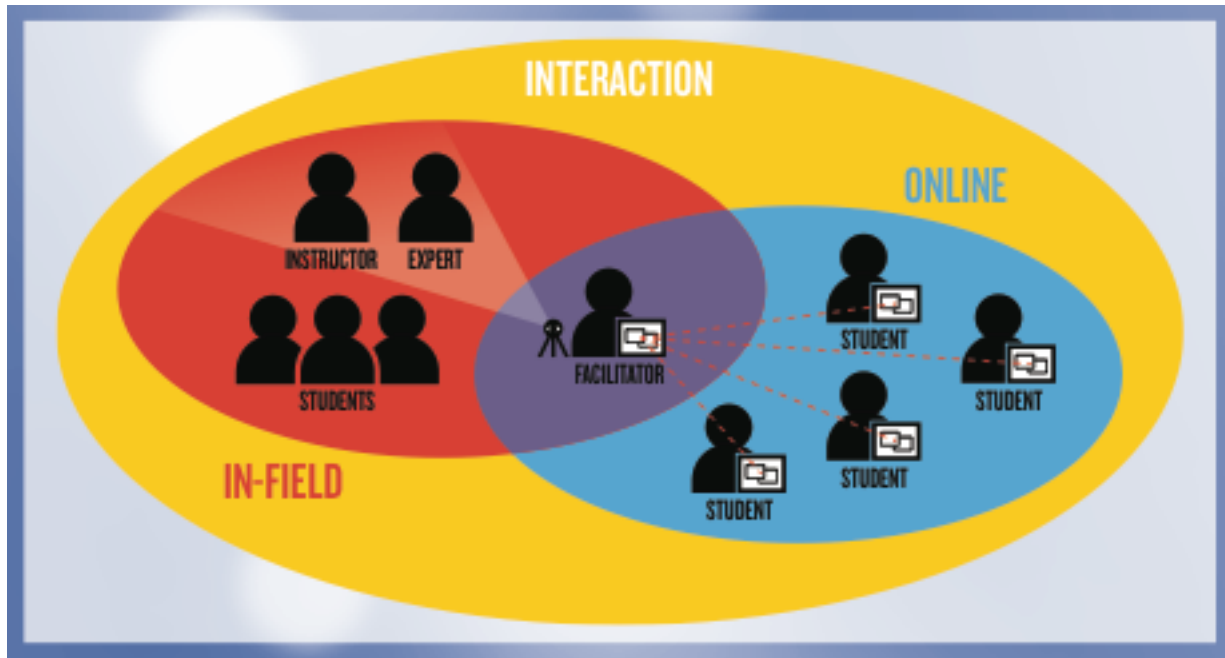 INTERACTION
ONLINE
INSTRUCTOR
EXPERT
STUDENTS
FACILITATOR
STUDENT
STUDENT
STUDENT
STUDENT
IN-FIELD